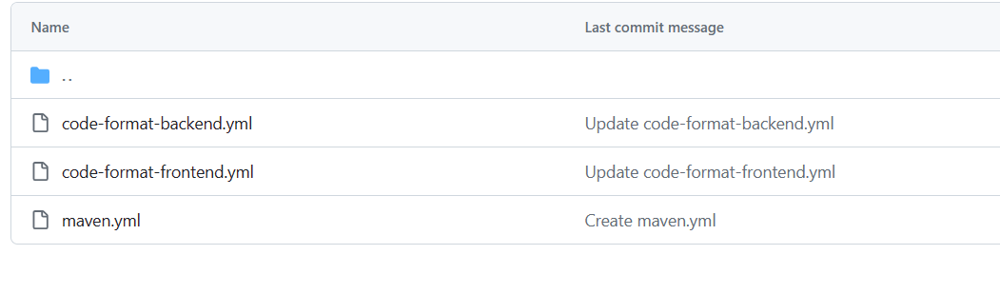 Name Last commit message
..
code-format-backend.yml Update code-format-backend.yml
code-format-frontend.yml Update code-format-frontend.yml
maven.yml Create maven.yml